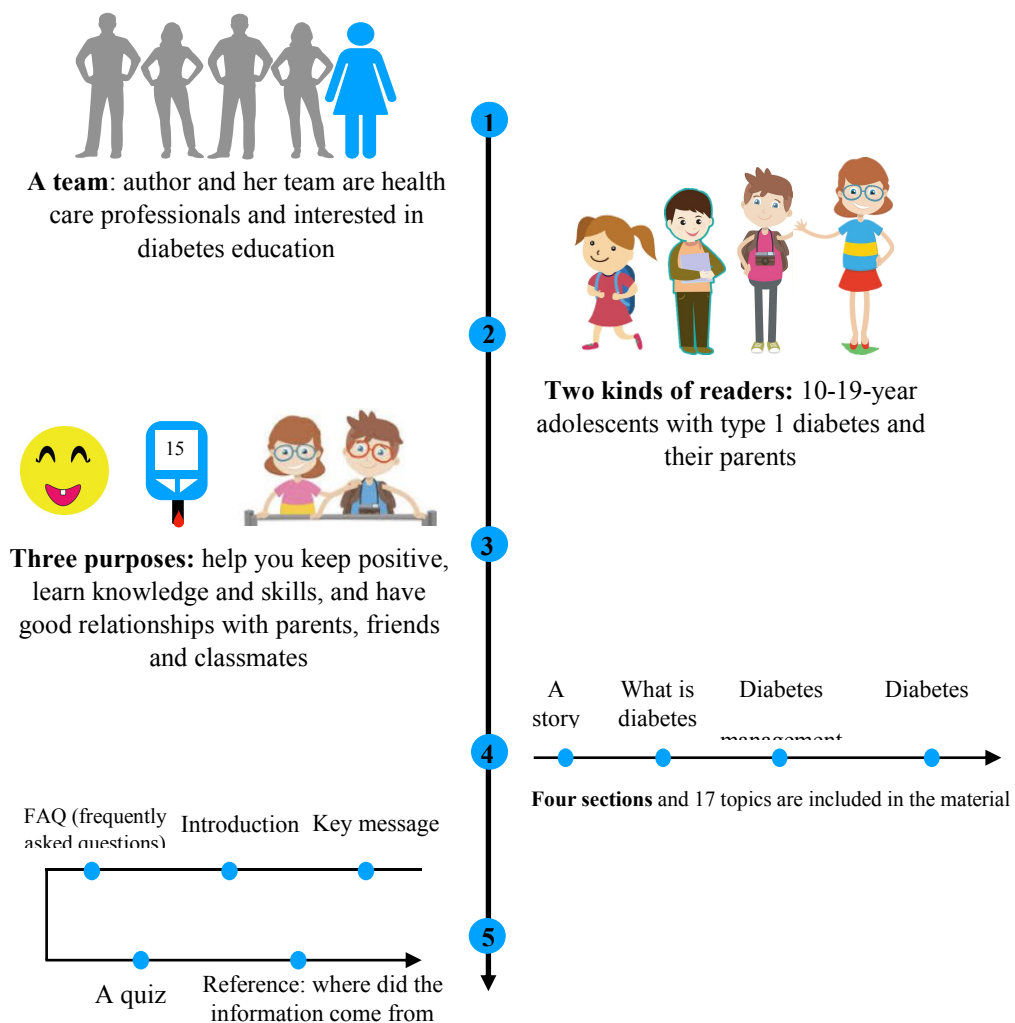 1
A team: author and her team are health
care professionals and interested in
diabetes education
2
Two kinds of readers: 10-19-year
adolescents with type 1 diabetes and
their parents
15
3
Three purposes: help you keep positive,
learn knowledge and skills, and have
good relationships with parents, friends
and classmates
A
story
What is
diabetes
Diabetes
management
Diabetes
4
Four sections and 17 topics are included in the material
FAQ (frequently
asked questions)
Introduction
Key message
5
A quiz
Reference: where did the
information come from